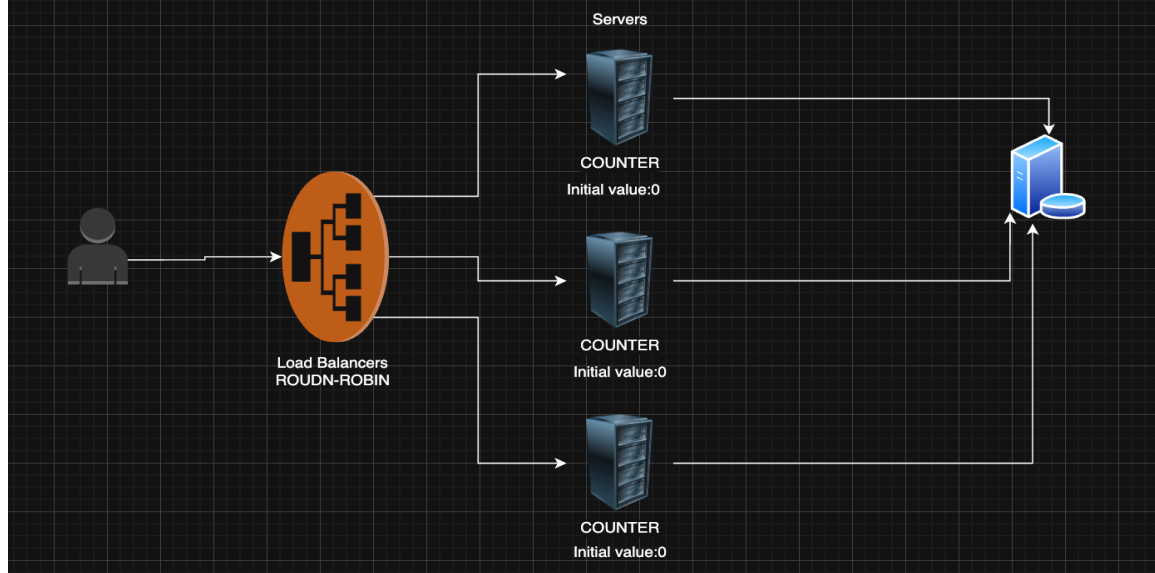 Servers
COUNTER
Initial value:0
Load Balancers
ROUDN-ROBIN
COUNTER
Initial value:0
COUNTER
Initial value:0